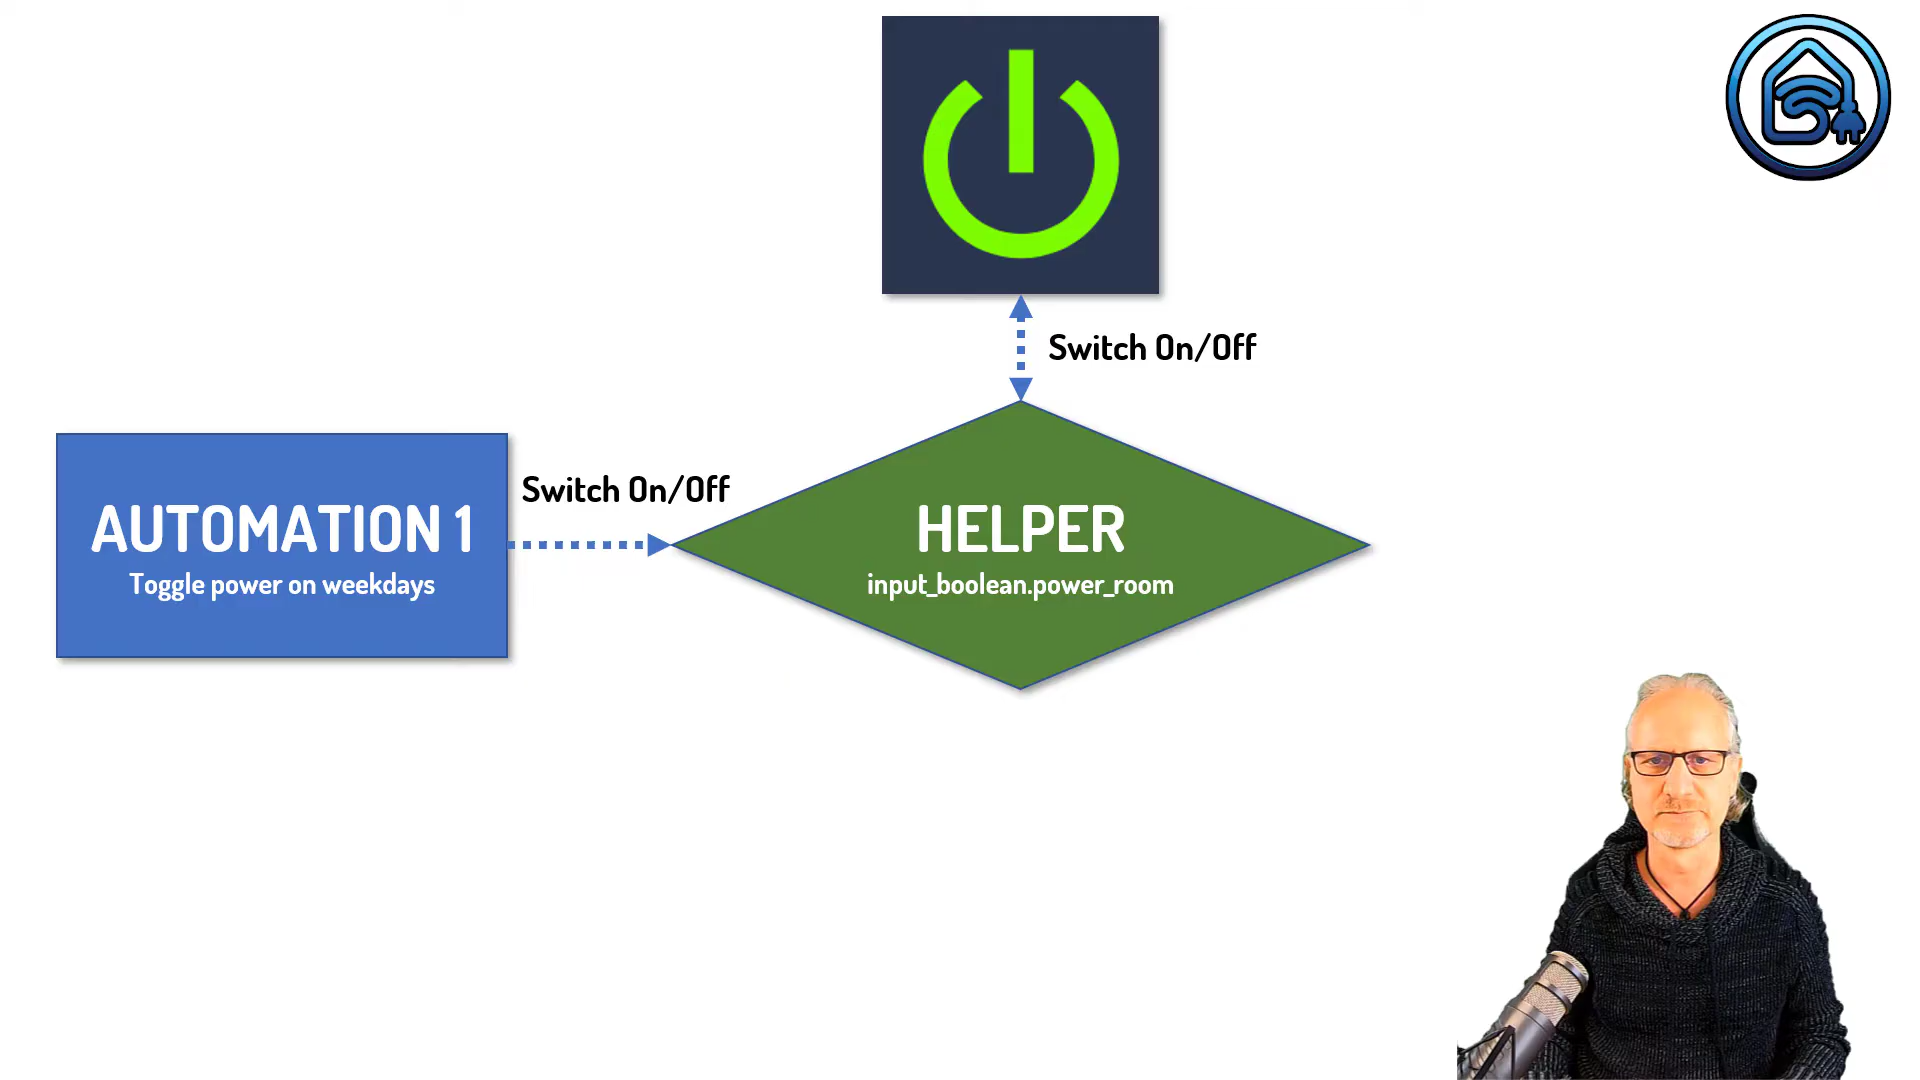 Switch On/Off
Switch On/Off
AUTOMATION 1
Toggle power on weekdays
HELPER
input_boolean.power_room